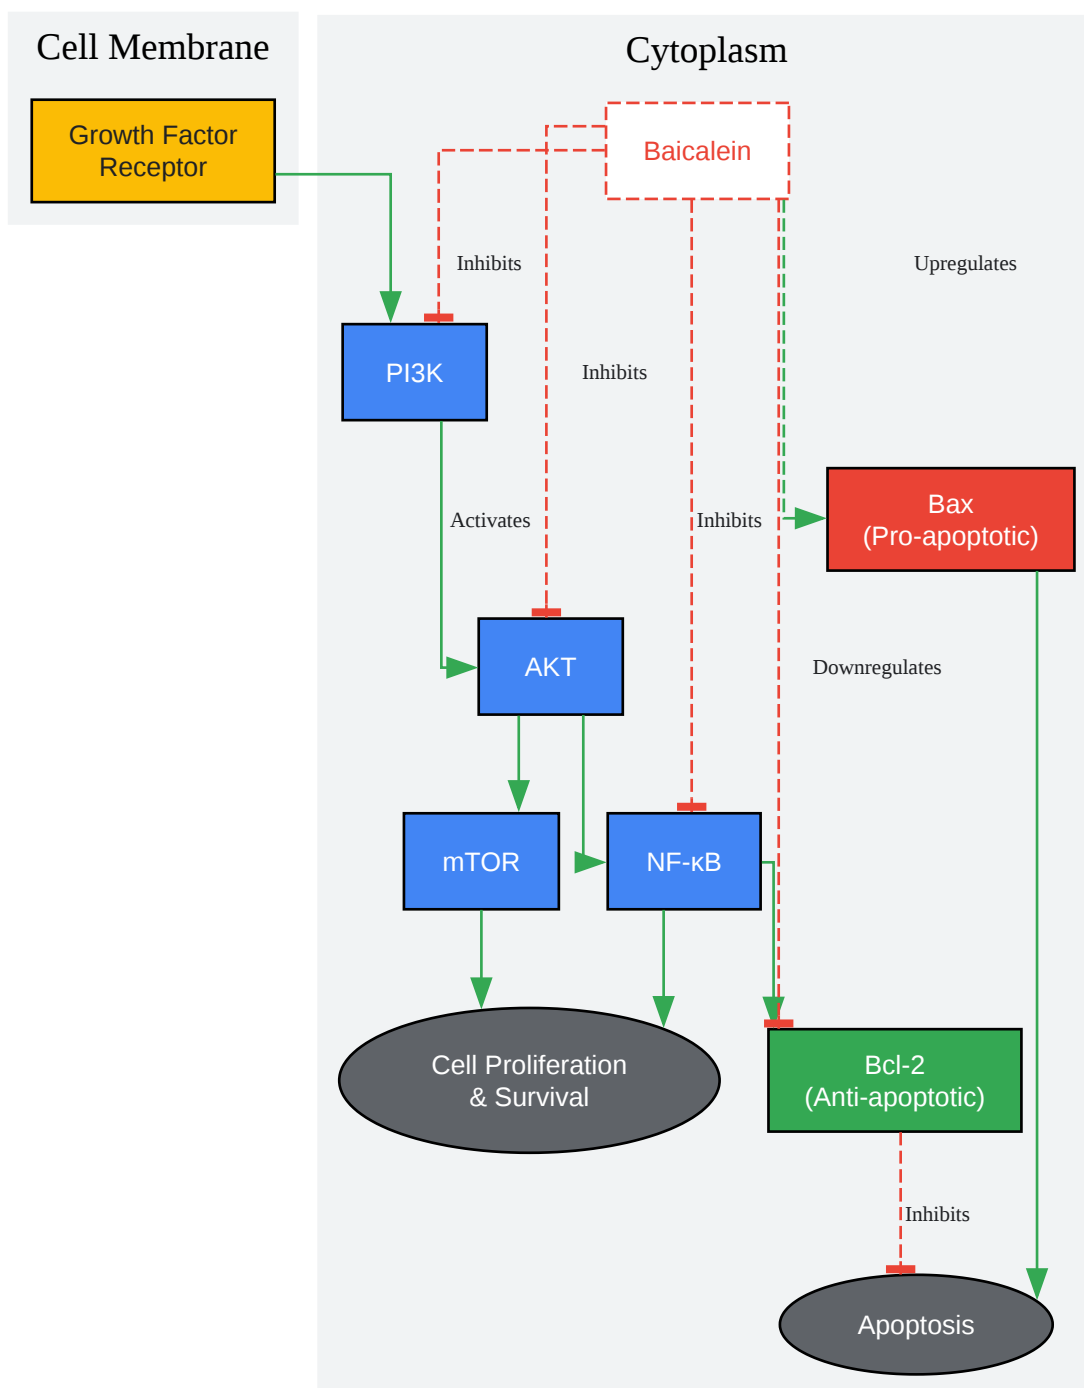 Cell Membrane
Cytoplasm
Growth Factor
Receptor
Baicalein
Inhibits
Upregulates
PI3K
Inhibits
Bax
(Pro-apoptotic)
Activates
Inhibits
AKT
Downregulates
mTOR
NF-κB
Cell Proliferation
& Survival
Bcl-2
(Anti-apoptotic)
Inhibits
Apoptosis